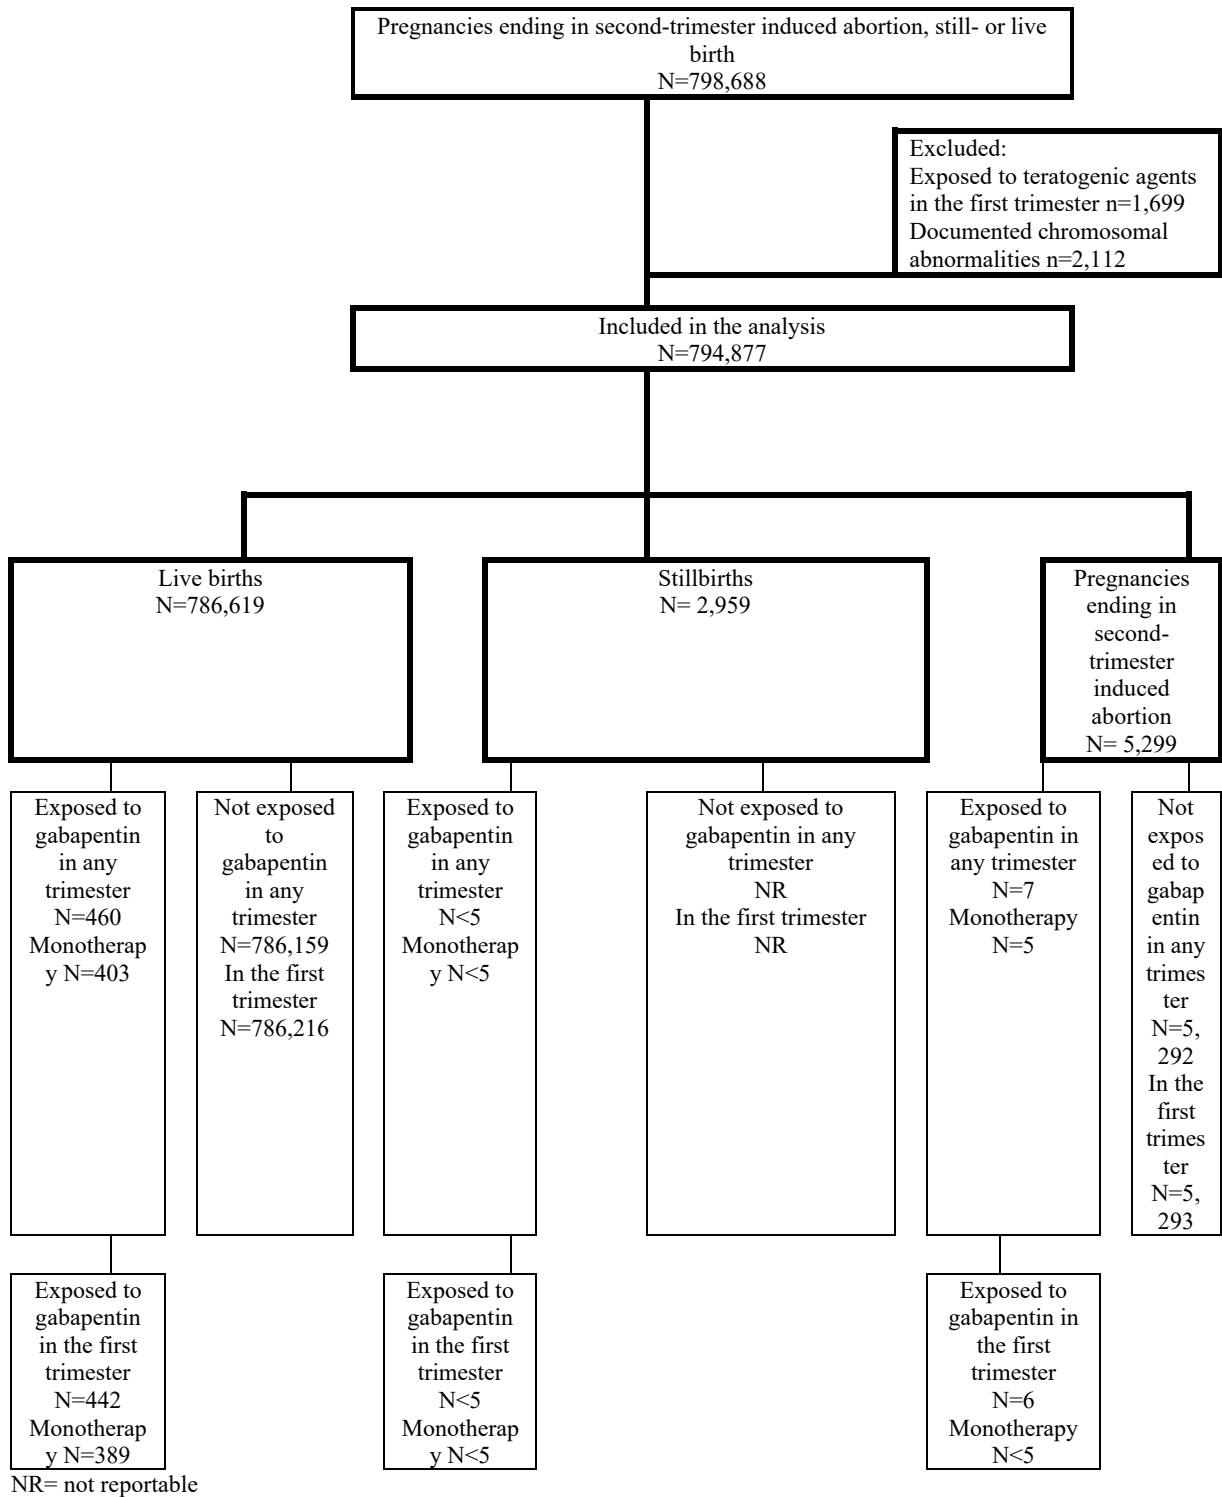 Pregnancies ending in second-trimester induced abortion, still- or live
birth
N=798,688
Excluded:
Exposed to teratogenic agents
in the first trimester n=1,699
Documented chromosomal
abnormalities n=2,112
Included in the analysis
N=794,877
Live births
N=786,619
Stillbirths
N= 2,959
Pregnancies
ending in
second-
trimester
induced
abortion
N= 5,299
Exposed to
gabapentin
in any
trimester
N=460
Monotherap
y N=403
Not exposed
to
gabapentin
in any
trimester
N=786,159
In the first
trimester
N=786,216
Exposed to
gabapentin
in any
trimester
N<5
Monotherap
y N<5
Not exposed to
gabapentin in any
trimester
NR
In the first trimester
NR
Exposed to
gabapentin in
any trimester
N=7
Monotherapy
N=5
Not
expos
ed to
gabap
entin
in any
trimes
ter
N=5,
292
In the
first
trimes
ter
N=5,
293
Exposed to
gabapentin
in the first
trimester
N=442
Monotherap
y N=389
Exposed to
gabapentin
in the first
trimester
N<5
Monotherap
y N<5
Exposed to
gabapentin in
the first
trimester
N=6
Monotherapy
N<5
NR= not reportable